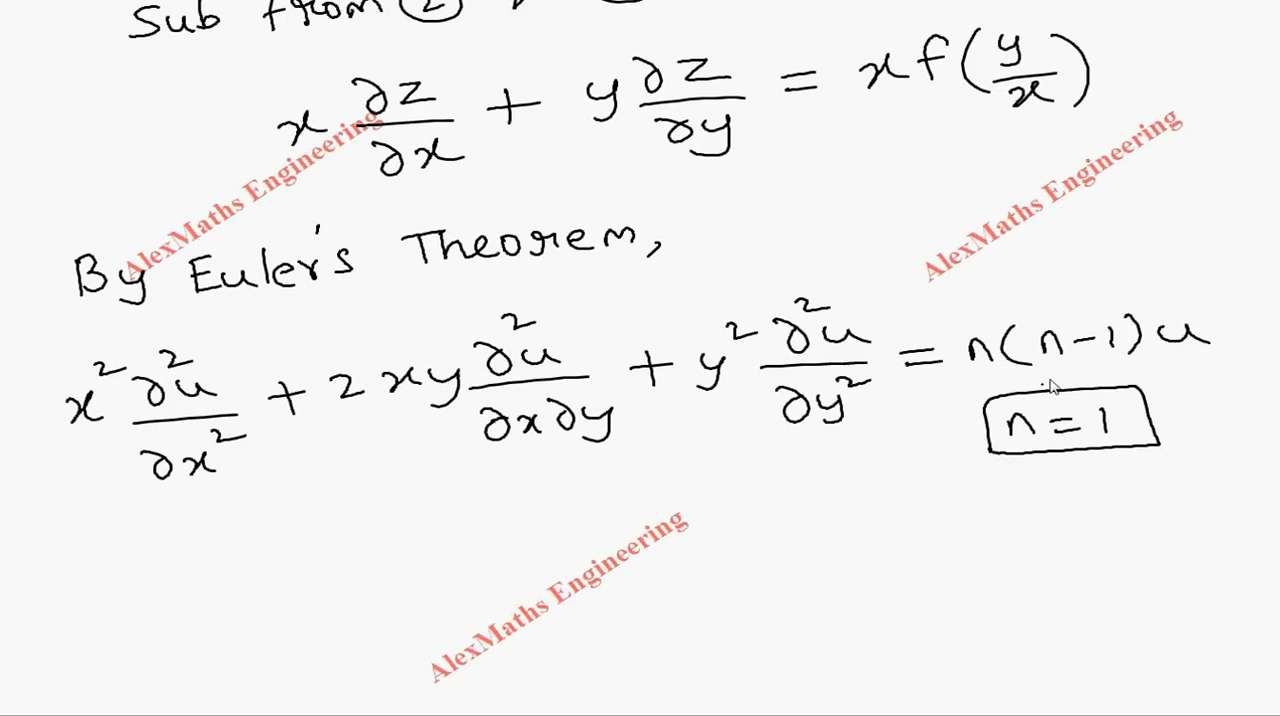 Sub from ②
x ∂z/∂x + y ∂z/∂y = x f(y/x)
By Euler's Theorem,
x² ∂²u/∂x² + 2xy ∂²u/∂x∂y + y² ∂²u/∂y² = n(n-1)u
n = 1
AlexMaths Engineering
AlexMaths Engineering
AlexMaths Engineering